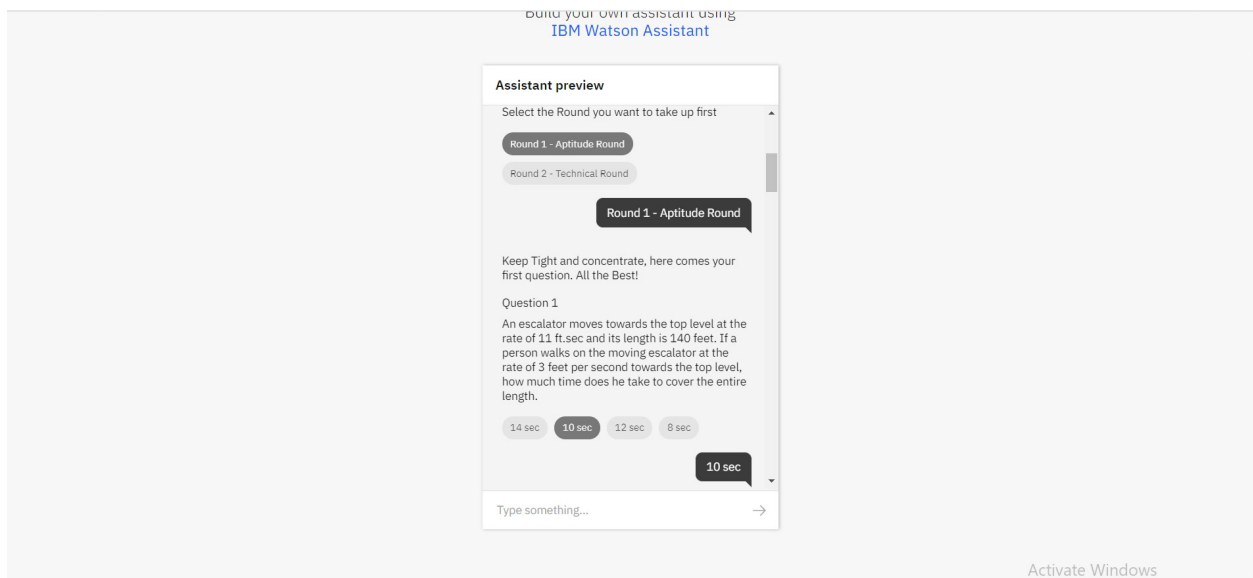 Build your own assistant using
IBM Watson Assistant
Assistant preview
Select the Round you want to take up first
Round 1 - Aptitude Round
Round 2 - Technical Round
Round 1 - Aptitude Round
Keep Tight and concentrate, here comes your
first question. All the Best!
Question 1
An escalator moves towards the top level at the
rate of 11 ft.sec and its length is 140 feet. If a
person walks on the moving escalator at the
rate of 3 feet per second towards the top level,
how much time does he take to cover the entire
length.
14 sec 10 sec 12 sec 8 sec
10 sec
Type something...
Activate Windows